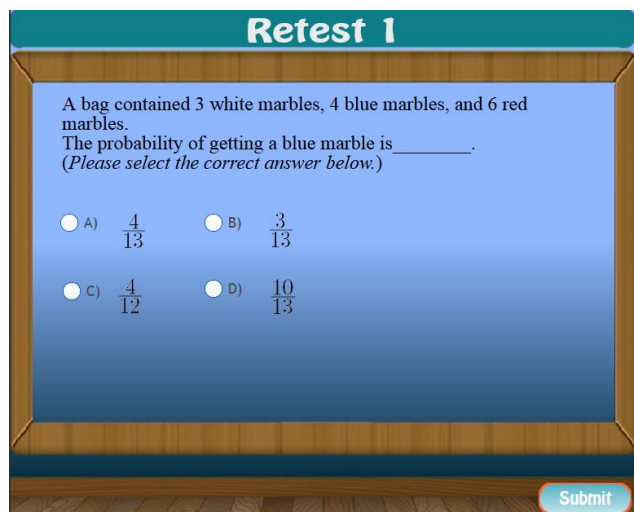 Retest 1
A bag contained 3 white marbles, 4 blue marbles, and 6 red
marbles.
The probability of getting a blue marble is_________.
(Please select the correct answer below.)
A) 4/13 B) 3/13
C) 4/12 D) 10/13
Submit